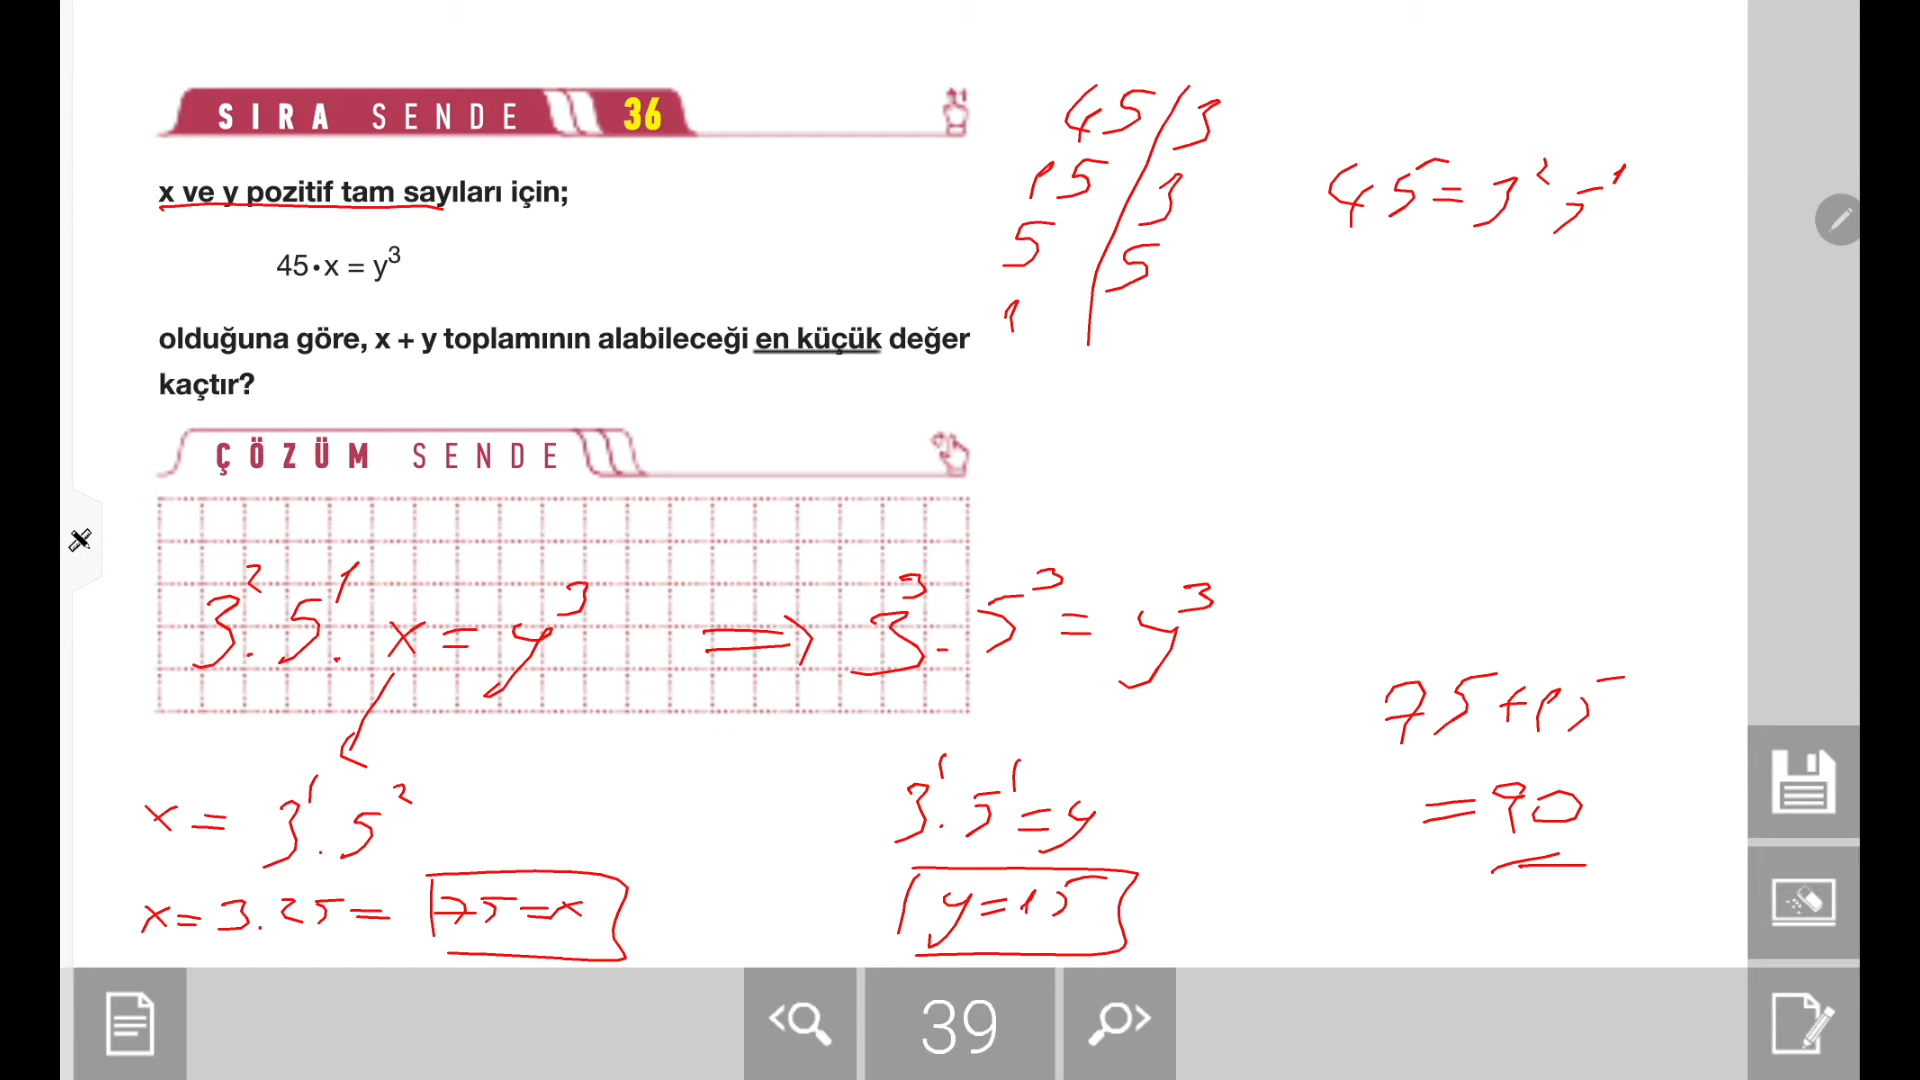 SIRA SENDE 36
x ve y pozitif tam sayıları için;
45·x = y³
olduğuna göre, x + y toplamının alabileceği en küçük değer
kaçtır?
ÇÖZÜM SENDE
45 3
15 3
5 5
1
45=3² 5¹
3².5¹.x=y³ ⇒ 3³.5³=y³
x=3¹.5²
x=3.25= 75=x
3¹.5¹=y
y=15
75+15
=90
39